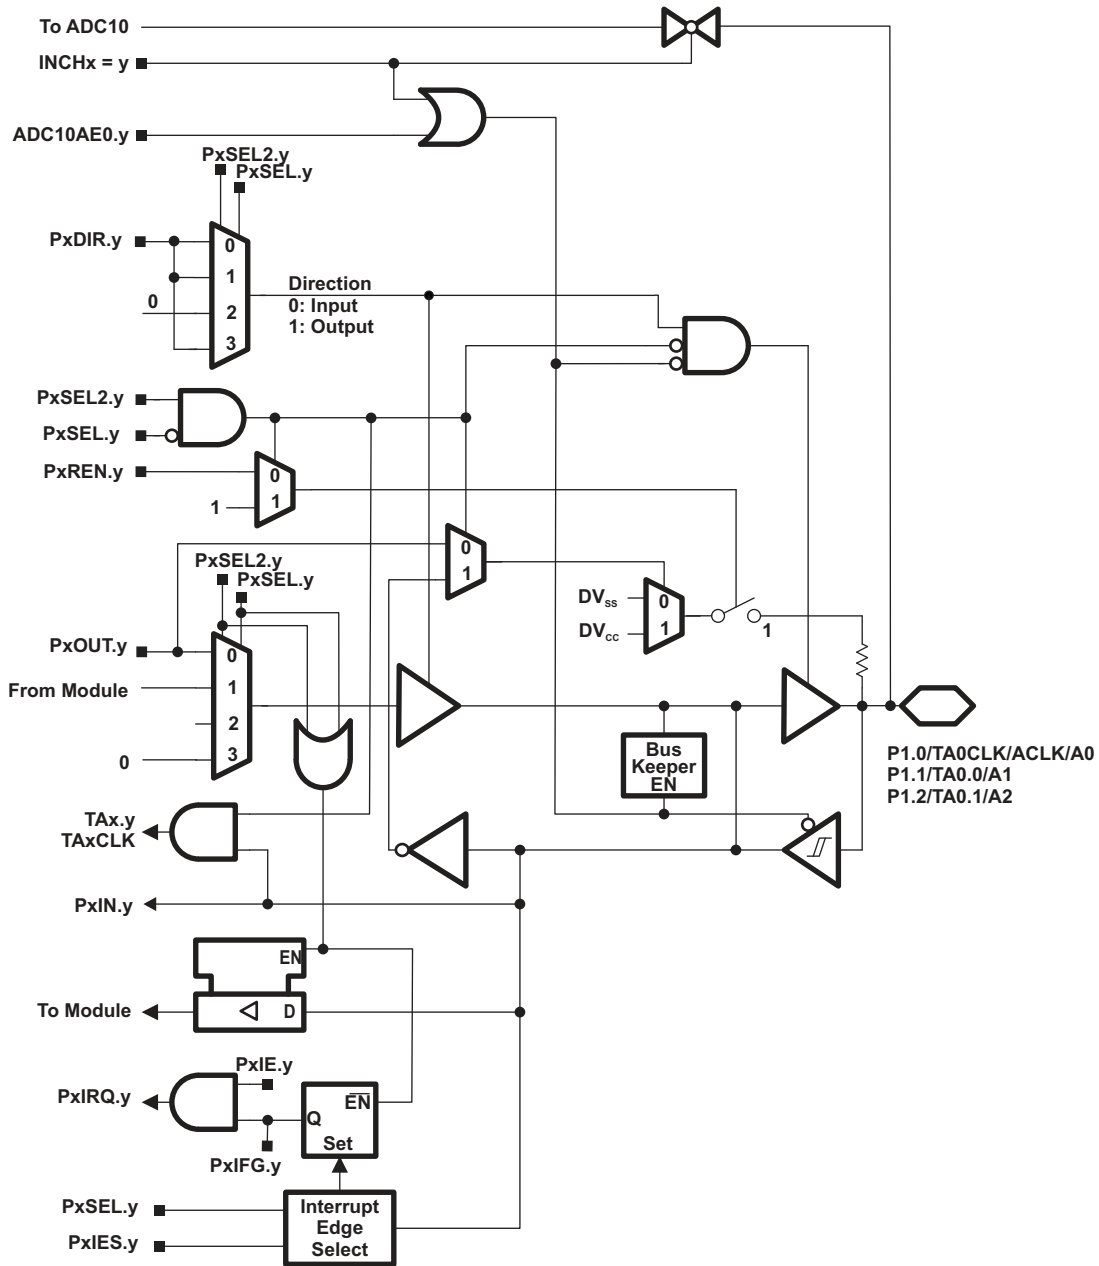 To ADC10
INCHx = y
ADC10AE0.y
PxSEL2.y
PxSEL.y
PxDIR.y
0
1
0
2
3
Direction
0: Input
1: Output
PxSEL2.y
PxSEL.y
PxREN.y
0
1
1
0
1
PxSEL2.y
PxSEL.y
DVSS
DVCC
0
1
1
PxOUT.y
From Module
0
0
1
2
3
Bus
Keeper
EN
P1.0/TA0CLK/ACLK/A0
P1.1/TA0.0/A1
P1.2/TA0.1/A2
TAx.y
TAxCLK
PxIN.y
EN
To Module
D
PxIE.y
PxIRQ.y
EN
Q
Set
PxIFG.y
PxSEL.y
PxIES.y
Interrupt
Edge
Select